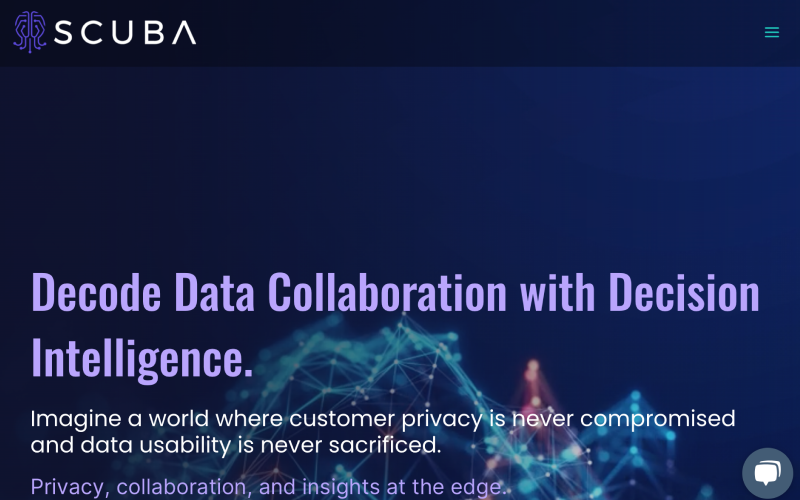 SCUBA
Decode Data Collaboration with Decision
Intelligence.
Imagine a world where customer privacy is never compromised
and data usability is never sacrificed.
Privacy, collaboration, and insights at the edge.